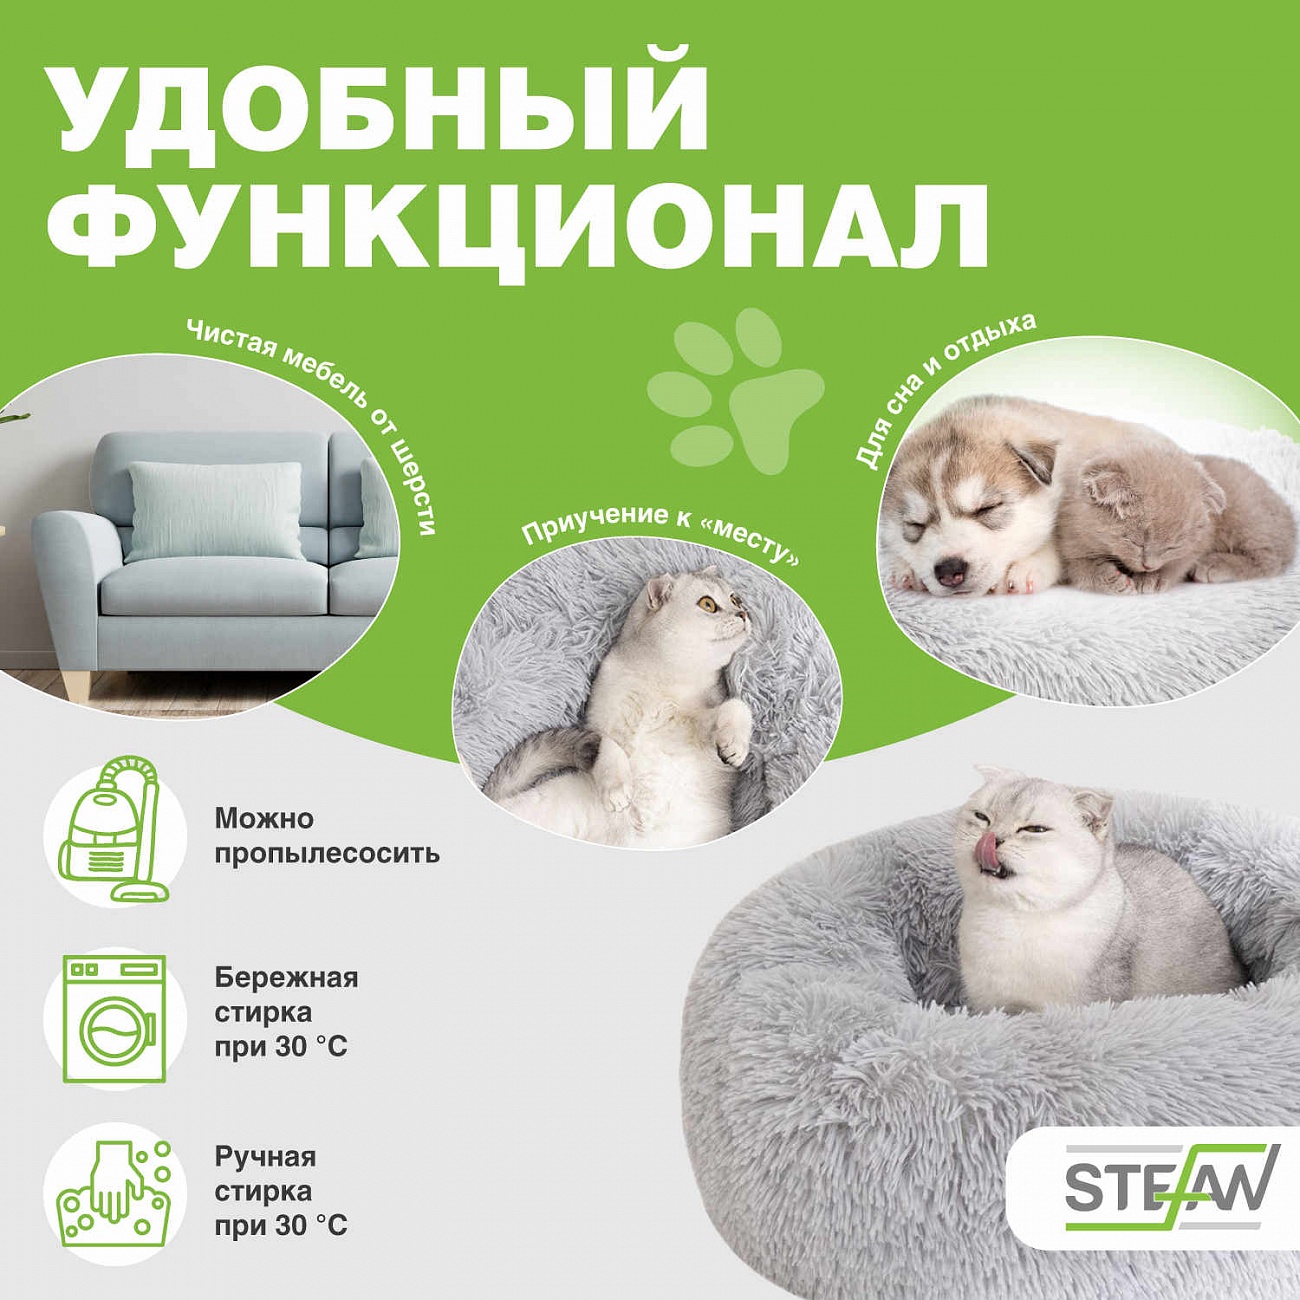 УДОБНЫЙ
ФУНКЦИОНАЛ
Чистая мебель от шерсти
Приучение к «месту»
Для сна и отдыха
Можно
пропылесосить
Бережная
стирка
при 30 °C
Ручная
стирка
при 30 °C
STEFAN